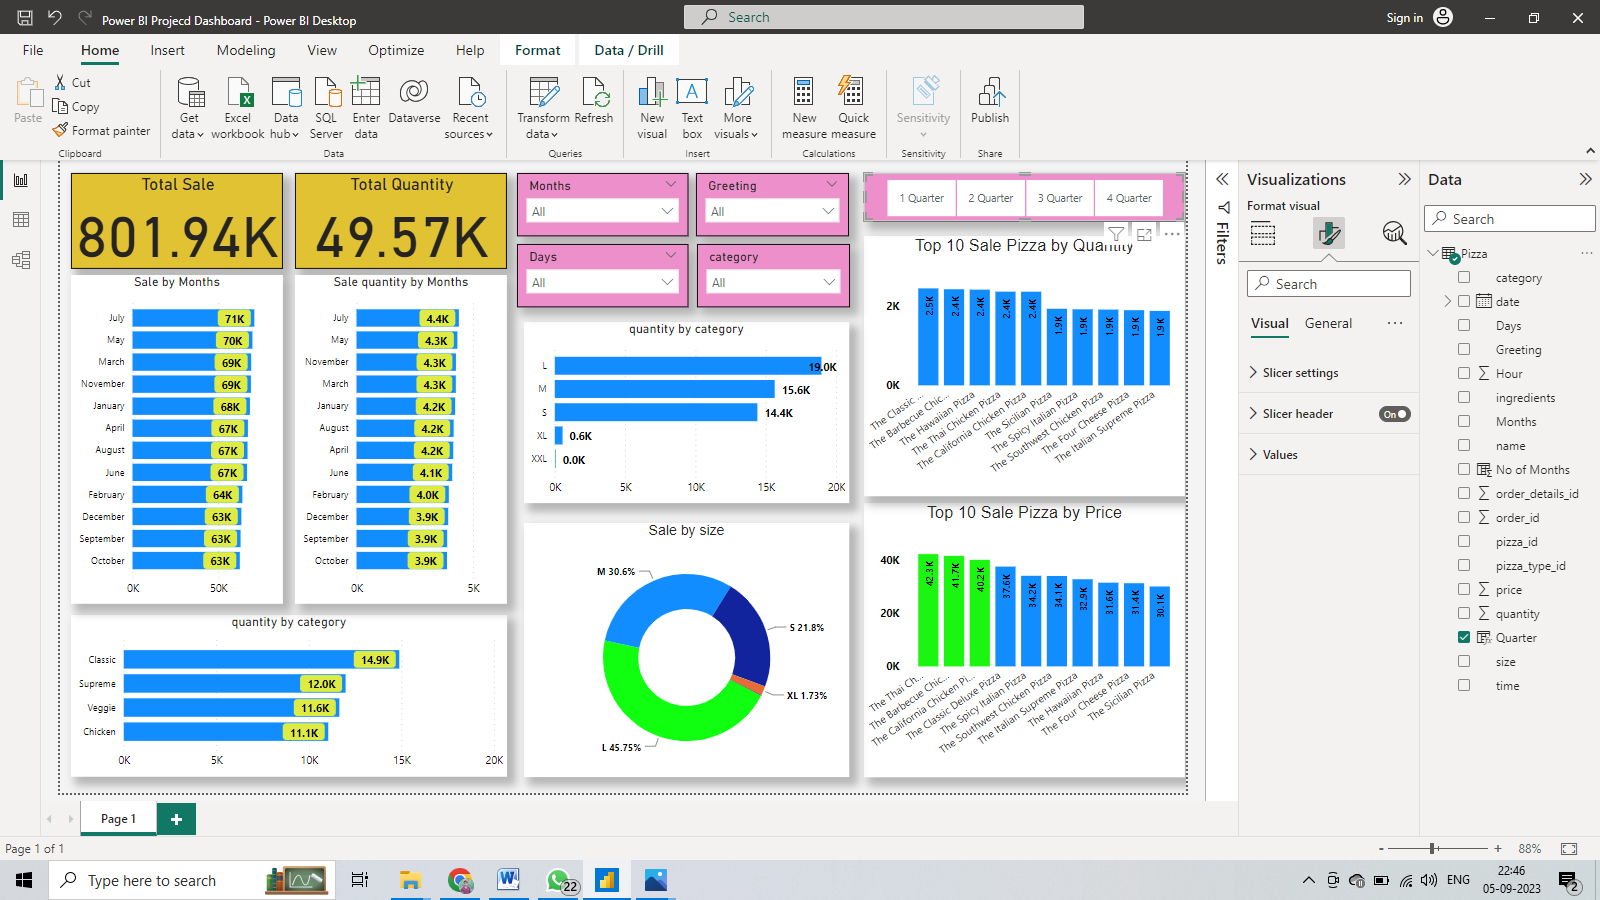 Power BI Projecd Dashboard - Power BI Desktop
Search
Sign in
File
Home
Insert
Modeling
View
Optimize
Help
Format
Data / Drill
Paste
Cut
Copy
Format painter
Clipboard
Get data
Excel workbook
Data hub
SQL Server
Enter data
Dataverse
Recent sources
Data
Transform data
Refresh
Queries
New visual
Text box
More visuals
Insert
New measure
Quick measure
Calculations
Sensitivity
Sensitivity
Publish
Share
Total Sale
801.94K
Total Quantity
49.57K
Months
All
Greeting
All
Days
All
category
All
1 Quarter
2 Quarter
3 Quarter
4 Quarter
Sale by Months
July 71K
May 70K
March 69K
November 69K
January 68K
April 67K
August 67K
June 67K
February 64K
December 63K
September 63K
October 63K
0K 50K
Sale quantity by Months
July 4.4K
May 4.3K
November 4.3K
March 4.3K
January 4.2K
August 4.2K
April 4.2K
June 4.1K
February 4.0K
December 3.9K
September 3.9K
October 3.9K
0K 5K
quantity by category
L 19.0K
M 15.6K
S 14.4K
XL 0.6K
XXL 0.0K
0K 5K 10K 15K 20K
Top 10 Sale Pizza by Quantity
2K
0K
2.5K 2.4K 2.4K 2.4K 2.4K 1.9K 1.9K 1.9K 1.9K 1.9K
The Classic ...
The Barbecue Chic...
The Hawaiian Pizza
The Thai Chicken Pizza
The California Chicken Pizza
The Sicilian Pizza
The Spicy Italian Pizza
The Southwest Chicken Pizza
The Four Cheese Pizza
The Italian Supreme Pizza
quantity by category
Classic 14.9K
Supreme 12.0K
Veggie 11.6K
Chicken 11.1K
0K 5K 10K 15K 20K
Sale by size
M 30.6%
S 21.8%
XL 1.73%
L 45.75%
Top 10 Sale Pizza by Price
40K
20K
0K
42.3K 41.7K 40.2K 37.6K 34.2K 34.1K 32.9K 31.6K 31.4K 30.1K
The Thai Ch...
The Barbecue Chic...
The California Chicken Pi...
The Classic Deluxe Pizza
The Spicy Italian Pizza
The Southwest Chicken Pizza
The Italian Supreme Pizza
The Hawaiian Pizza
The Four Cheese Pizza
The Sicilian Pizza
Filters
Visualizations
Format visual
Search
Visual
General
Slicer settings
Slicer header
On
Values
Data
Search
Pizza
category
date
Days
Greeting
Hour
ingredients
Months
name
No of Months
order_details_id
order_id
pizza_id
pizza_type_id
price
quantity
Quarter
size
time
Page 1
Page 1 of 1
88%
Type here to search
22
ENG
22:46
05-09-2023
2